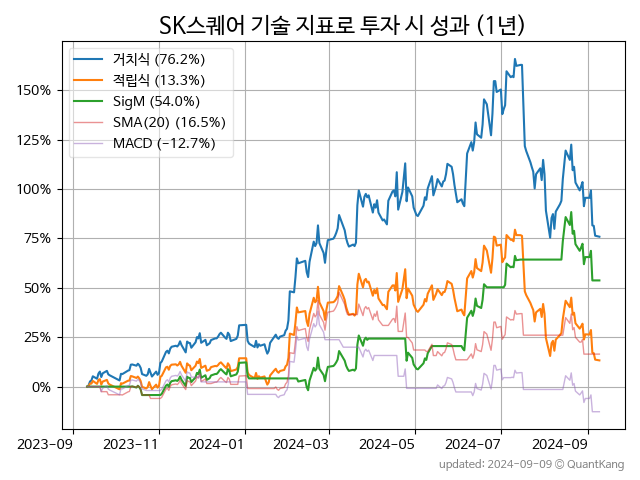 SK스퀘어 기술 지표로 투자 시 성과 (1년)
거치식 (76.2%)
적립식 (13.3%)
SigM (54.0%)
SMA(20) (16.5%)
MACD (−12.7%)
150%
125%
100%
75%
50%
25%
0%
2023-09 2023-11 2024-01 2024-03 2024-05 2024-07 2024-09
updated: 2024-09-09 © QuantKang